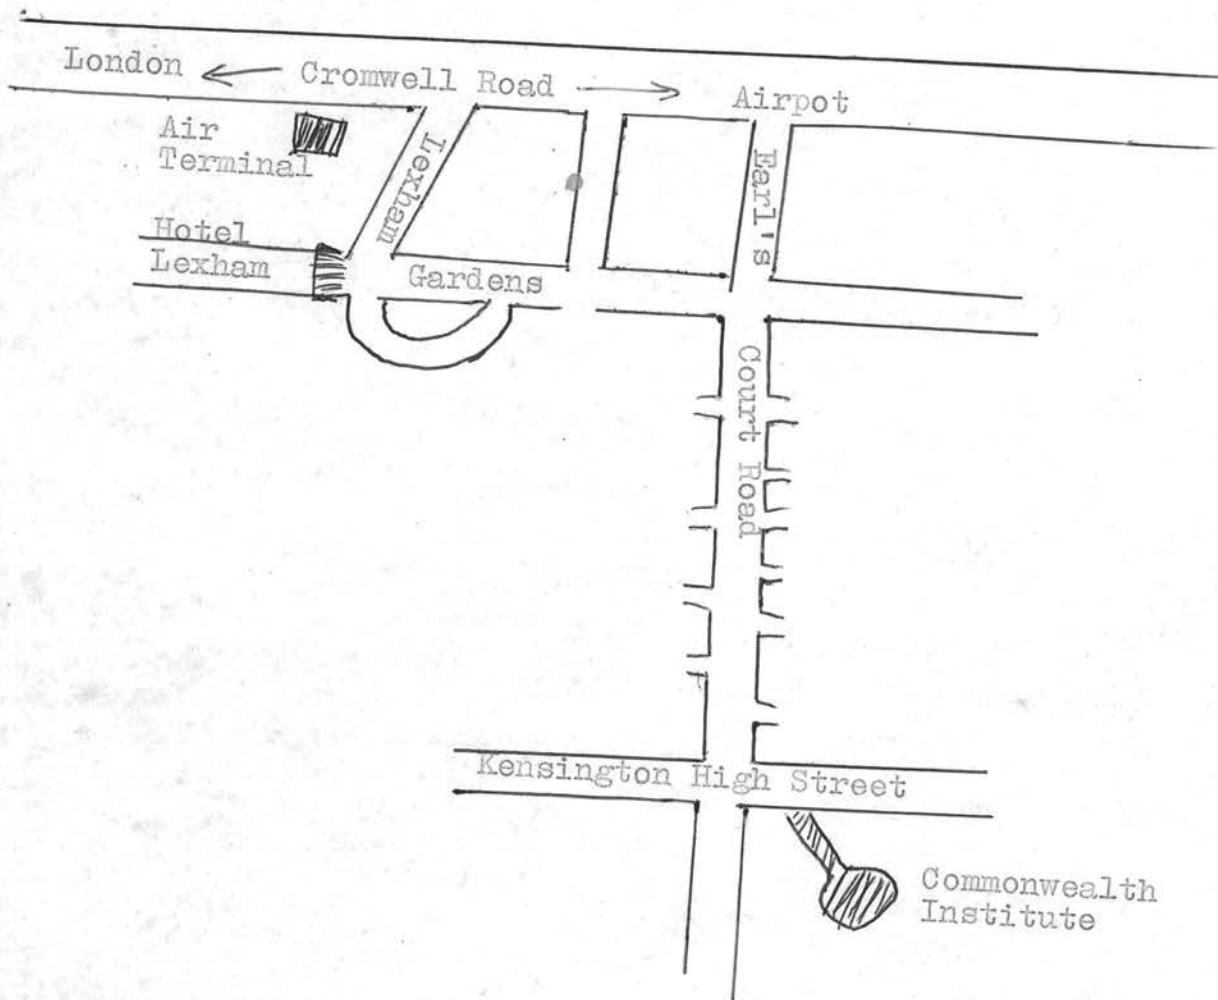 London ← Cromwell Road → Airpot
Air
Terminal
Lexham
Earl's
Hotel
Lexham
Gardens
Court Road
Kensington High Street
Commonwealth
Institute